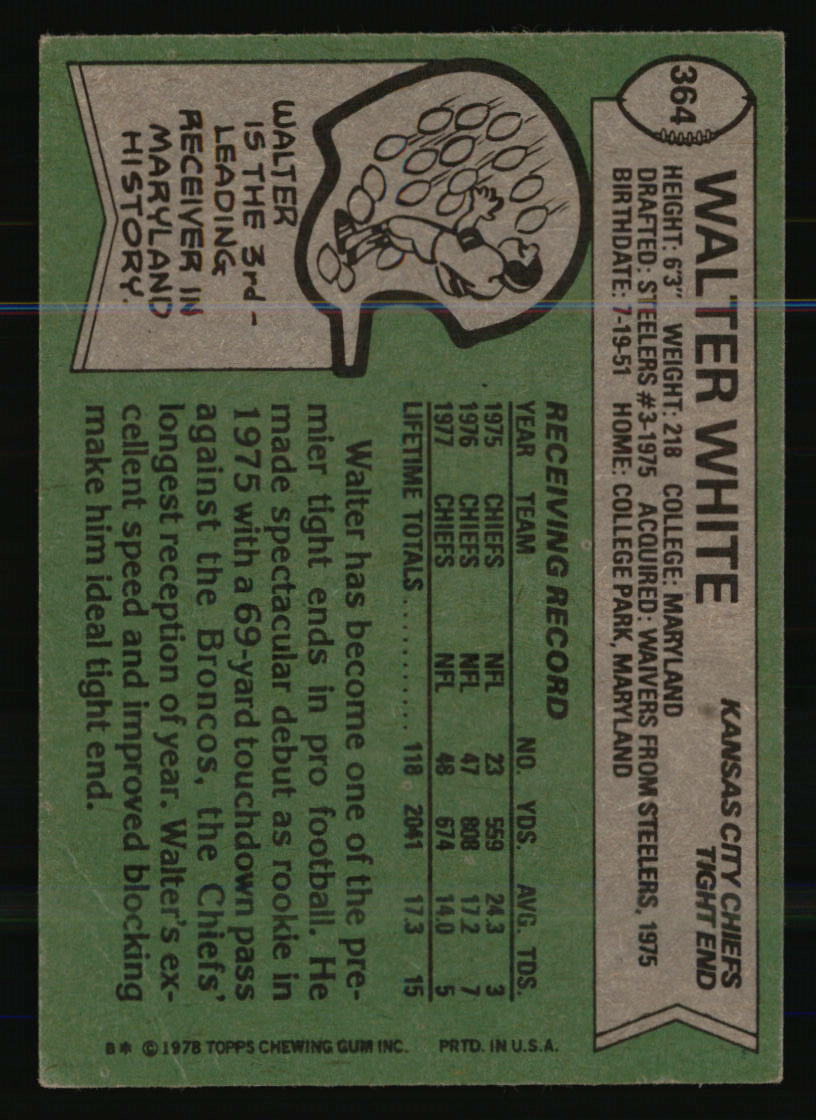 364
WALTER WHITE
KANSAS CITY CHIEFS
TIGHT END
HEIGHT: 6'3" WEIGHT: 218 COLLEGE: MARYLAND
DRAFTED: STEELERS #3-1975 ACQUIRED: WAIVERS FROM STEELERS, 1975
BIRTHDATE: 7-19-51 HOME: COLLEGE PARK, MARYLAND
WALTER
IS THE 3rd-
LEADING
RECEIVER IN
MARYLAND
HISTORY.
RECEIVING RECORD
YEAR TEAM NO. YDS. AVG. TDS.
1975 CHIEFS NFL 23 559 24.3 3
1976 CHIEFS NFL 47 808 17.2 7
1977 CHIEFS NFL 48 674 14.0 5
LIFETIME TOTALS ............ 118 2041 17.3 15
Walter has become one of the pre-
mier tight ends in pro football. He
made spectacular debut as rookie in
1975 with a 69-yard touchdown pass
against the Broncos, the Chiefs'
longest reception of year. Walter's ex-
cellent speed and improved blocking
make him ideal tight end.
B* © 1978 TOPPS CHEWING GUM INC. PRTD. IN U.S.A.